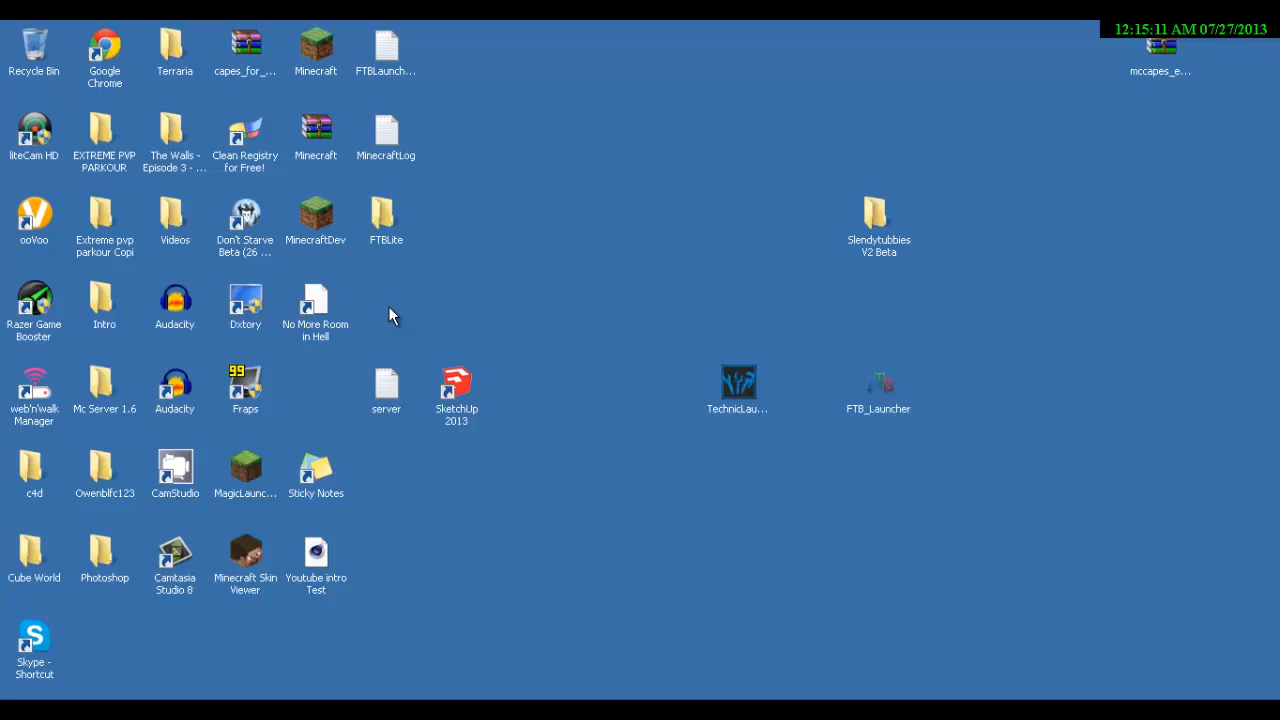 12:15:11 AM 07/27/2013
Recycle Bin
Google
Chrome
Terraria
capes_for_...
Minecraft
FTBLaunch...
mccapes_e...
liteCam HD
EXTREME PVP
PARKOUR
The Walls -
Episode 3 - ...
Clean Registry
for Free!
Minecraft
MinecraftLog
ooVoo
Extreme pvp
parkour Copi
Videos
Don't Starve
Beta (26 ...
MinecraftDev
FTBLite
Slendytubbies
V2 Beta
Razer Game
Booster
Intro
Audacity
Dxtory
No More Room
in Hell
99
web'n'walk
Manager
Mc Server 1.6
Audacity
Fraps
server
SketchUp
2013
TechnicLau...
FTB_Launcher
c4d
Owenblfc123
CamStudio
MagicLaunc...
Sticky Notes
Cube World
Photoshop
Camtasia
Studio 8
Minecraft Skin
Viewer
Youtube intro
Test
Skype -
Shortcut